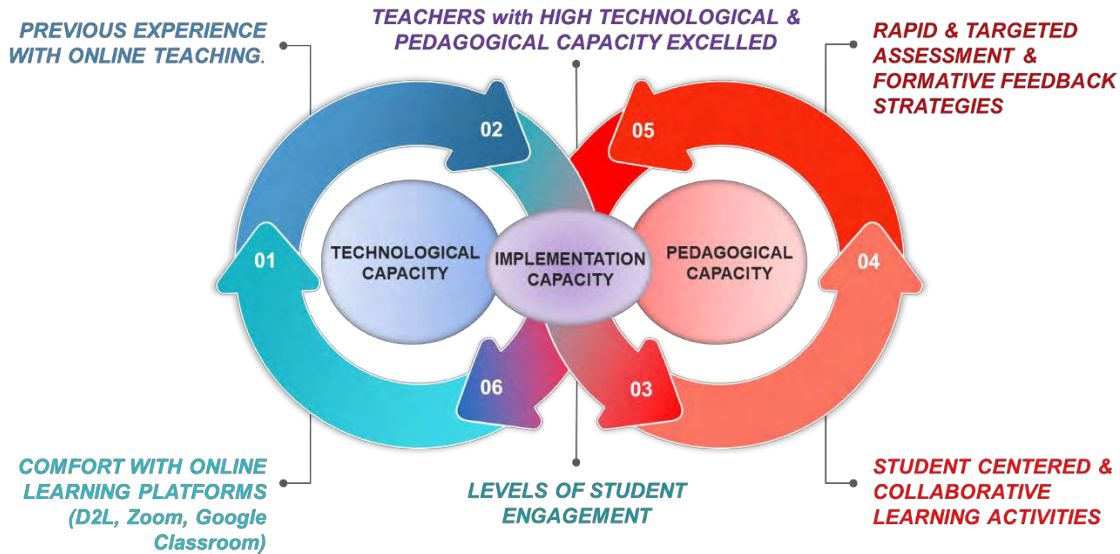 PREVIOUS EXPERIENCE
WITH ONLINE TEACHING.
TEACHERS with HIGH TECHNOLOGICAL &
PEDAGOGICAL CAPACITY EXCELLED
RAPID & TARGETED
ASSESSMENT &
FORMATIVE FEEDBACK
STRATEGIES
02
05
TECHNOLOGICAL
CAPACITY
IMPLEMENTATION
CAPACITY
PEDAGOGICAL
CAPACITY
01
04
06
03
COMFORT WITH ONLINE
LEARNING PLATFORMS
(D2L, Zoom, Google
Classroom)
LEVELS OF STUDENT
ENGAGEMENT
STUDENT CENTERED &
COLLABORATIVE
LEARNING ACTIVITIES